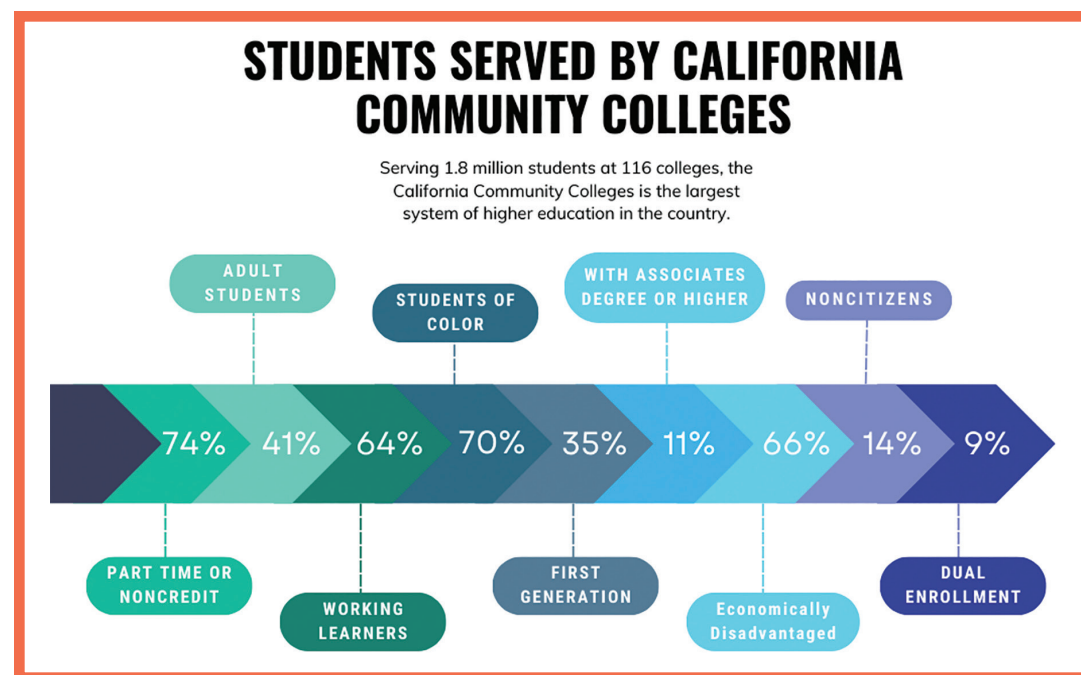 STUDENTS SERVED BY CALIFORNIA
COMMUNITY COLLEGES
Serving 1.8 million students at 116 colleges, the
California Community Colleges is the largest
system of higher education in the country.
ADULT
STUDENTS
STUDENTS OF
COLOR
WITH ASSOCIATES
DEGREE OR HIGHER
NONCITIZENS
74% 41% 64% 70% 35% 11% 66% 14% 9%
PART TIME OR
NONCREDIT
WORKING
LEARNERS
FIRST
GENERATION
Economically
Disadvantaged
DUAL
ENROLLMENT